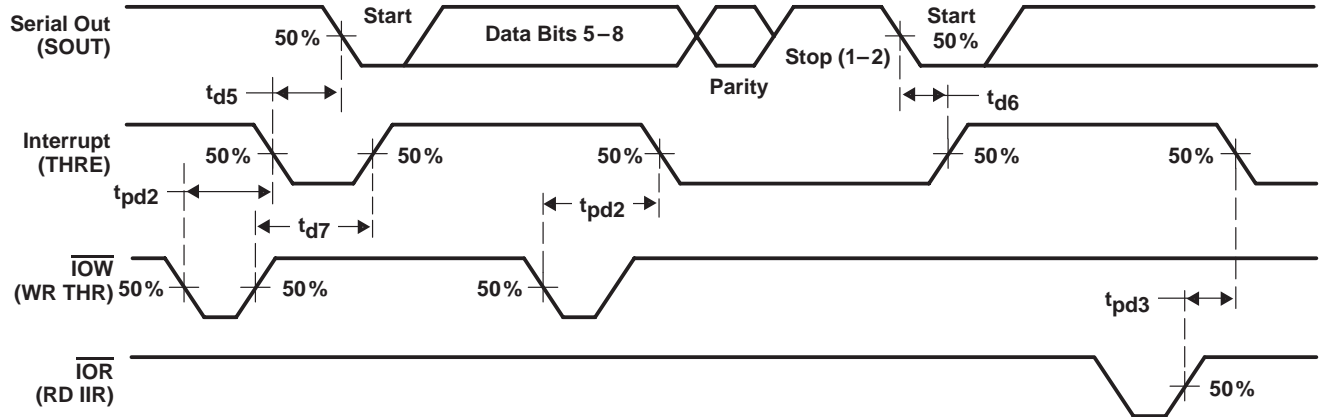 Serial Out
(SOUT)
50%
Start
Data Bits 5–8
Parity
Stop (1–2)
Start
50%
td5
td6
Interrupt
(THRE)
50%
50%
50%
50%
50%
tpd2
td7
tpd2
IOW
(WR THR)
50%
50%
50%
tpd3
IOR
(RD IIR)
50%